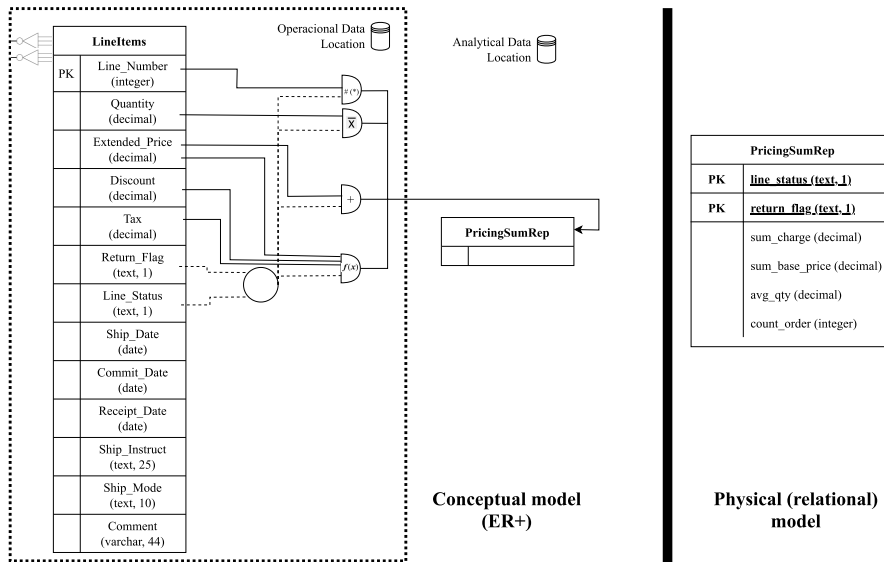 LineItems
PK
Line_Number
(integer)
Quantity
(decimal)
Extended_Price
(decimal)
Discount
(decimal)
Tax
(decimal)
Return_Flag
(text, 1)
Line_Status
(text, 1)
Ship_Date
(date)
Commit_Date
(date)
Receipt_Date
(date)
Ship_Instruct
(text, 25)
Ship_Mode
(text, 10)
Comment
(varchar, 44)
Operacional Data
Location
# (*)
X̅
+
f(x)
Analytical Data
Location
PricingSumRep
Conceptual model
(ER+)
PricingSumRep
PK line_status (text, 1)
PK return_flag (text, 1)
sum_charge (decimal)
sum_base_price (decimal)
avg_qty (decimal)
count_order (integer)
Physical (relational)
model